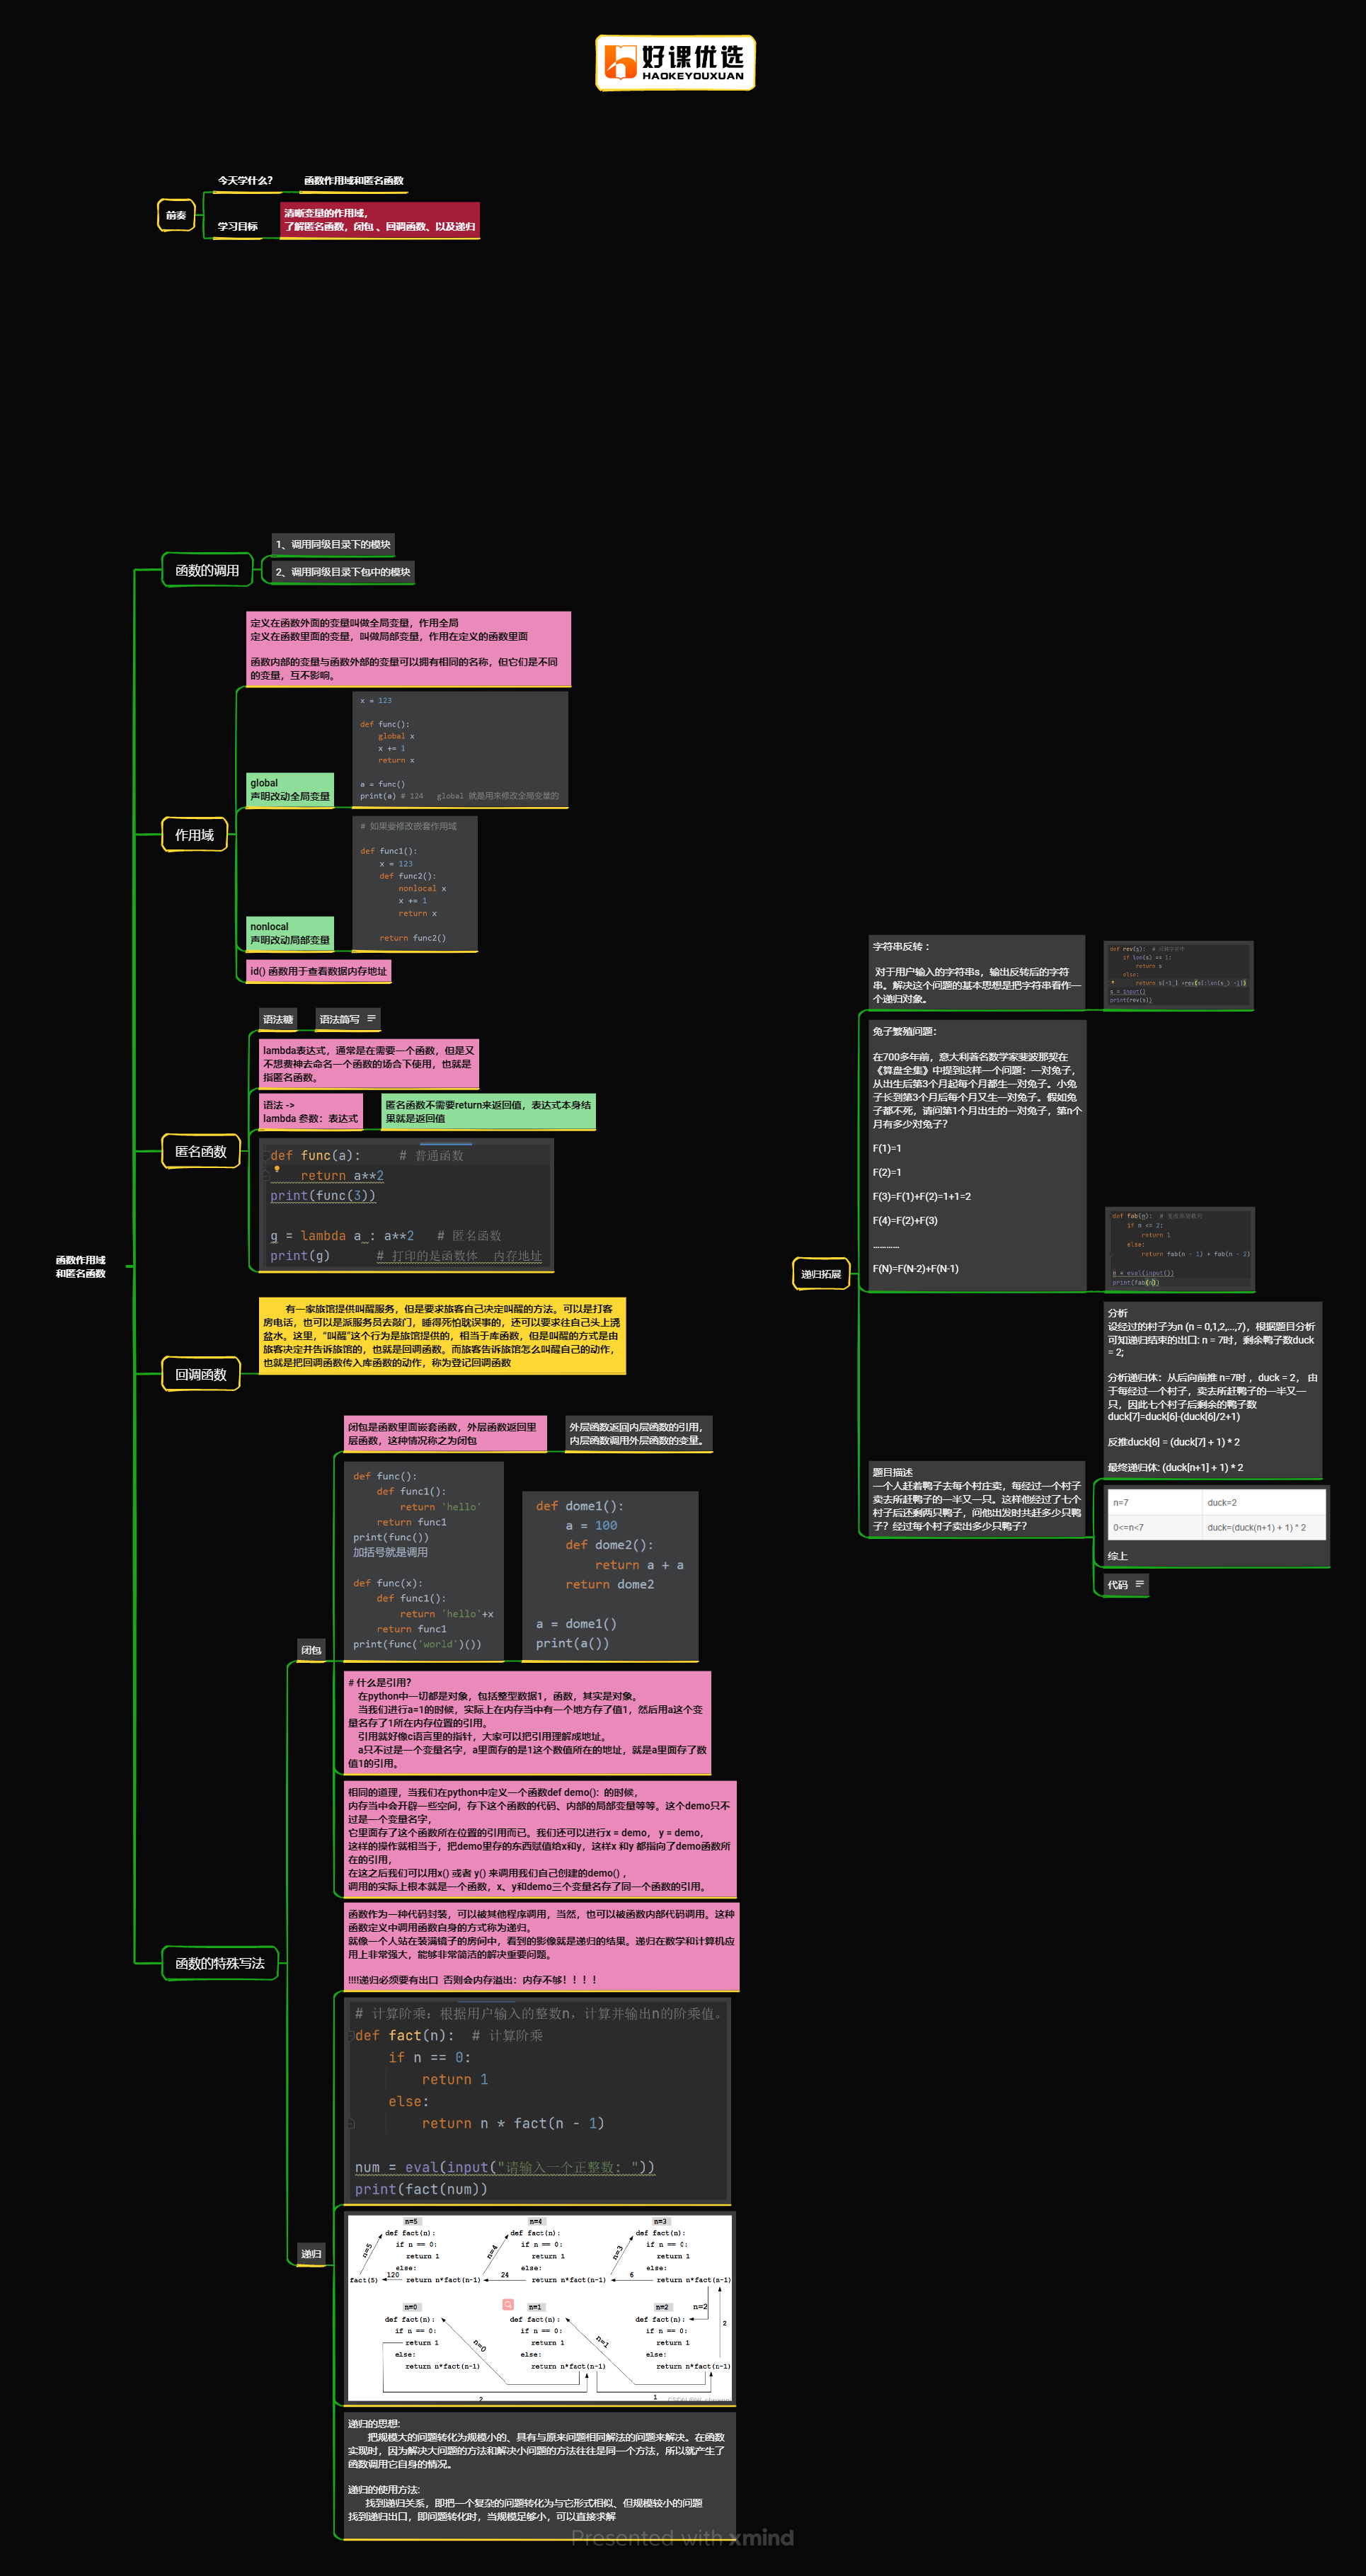 好课优选
HAOKEYOUXUAN
前奏
今天学什么？
函数作用域和匿名函数
学习目标
清晰变量的作用域，
了解匿名函数，闭包 、回调函数、以及递归
函数作用域
和匿名函数
函数的调用
1、调用同级目录下的模块
2、调用同级目录下包中的模块
作用域
定义在函数外面的变量叫做全局变量，作用全局
定义在函数里面的变量，叫做局部变量，作用在定义的函数里面
函数内部的变量与函数外部的变量可以拥有相同的名称，但它们是不同
的变量，互不影响。
global
声明改动全局变量
x = 123
def func():
global x
x += 1
return x
a = func()
print(a) # 124 global 就是用来修改全局变量的
nonlocal
声明改动局部变量
# 如果要修改嵌套作用域
def func1():
x = 123
def func2():
nonlocal x
x += 1
return x
return func2()
id() 函数用于查看数据内存地址
匿名函数
语法糖
语法简写
lambda表达式，通常是在需要一个函数，但是又
不想费神去命名一个函数的场合下使用，也就是
指匿名函数。
语法 ->
lambda 参数：表达式
匿名函数不需要return来返回值，表达式本身结
果就是返回值
def func(a): # 普通函数
return a**2
print(func(3))
g = lambda a_: a**2 # 匿名函数
print(g) # 打印的是函数体 内存地址
回调函数
有一家旅馆提供叫醒服务，但是要求旅客自己决定叫醒的方法。可以是打客
房电话，也可以是派服务员去敲门，睡得死怕耽误事的，还可以要求往自己头上浇
盆水。这里，“叫醒”这个行为是旅馆提供的，相当于库函数，但是叫醒的方式是由
旅客决定并告诉旅馆的，也就是回调函数。而旅客告诉旅馆怎么叫醒自己的动作，
也就是把回调函数传入库函数的动作，称为登记回调函数
函数的特殊写法
闭包
闭包是函数里面嵌套函数，外层函数返回里
层函数，这种情况称之为闭包
外层函数返回内层函数的引用，
内层函数调用外层函数的变量。
def func():
def func1():
return 'hello'
return func1
print(func())
加括号就是调用
def func(x):
def func1():
return 'hello'+x
return func1
print(func('world')())
def dome1():
a = 100
def dome2():
return a + a
return dome2
a = dome1()
print(a())
# 什么是引用？
在python中一切都是对象，包括整型数据1，函数，其实是对象。
当我们进行a=1的时候，实际上在内存当中有一个地方存了值1，然后用a这个变
量名存了1所在内存位置的引用。
引用就好像c语言里的指针，大家可以把引用理解成地址。
a只不过是一个变量名字，a里面存的是1这个数值所在的地址，就是a里面存了数
值1的引用。
相同的道理，当我们在python中定义一个函数def demo(): 的时候，
内存当中会开辟一些空间，存下这个函数的代码、内部的局部变量等等。这个demo只不
过是一个变量名字，
它里面存了这个函数所在位置的引用而已。我们还可以进行x = demo， y = demo，
这样的操作就相当于，把demo里存的东西赋值给x和y，这样x 和y 都指向了demo函数所
在的引用，
在这之后我们可以用x() 或者 y() 来调用我们自己创建的demo() ，
调用的实际上根本就是一个函数，x、y和demo三个变量名存了同一个函数的引用。
递归
函数作为一种代码封装，可以被其他程序调用，当然，也可以被函数内部代码调用。这种
函数定义中调用函数自身的方式称为递归。
就像一个人站在装满镜子的房间中，看到的影像就是递归的结果。递归在数学和计算机应
用上非常强大，能够非常简洁的解决重要问题。
!!!!递归必须要有出口 否则会内存溢出：内存不够！！！！
# 计算阶乘：根据用户输入的整数n，计算并输出n的阶乘值。
def fact(n): # 计算阶乘
if n == 0:
return 1
else:
return n * fact(n - 1)
num = eval(input("请输入一个正整数: "))
print(fact(num))
n=5
n=4
n=3
def fact(n):
def fact(n):
def fact(n):
if n == 0:
if n == 0:
if n == 0:
return 1
return 1
return 1
n=5
n=4
n=3
else:
else:
else:
fact(5)
120
return n*fact(n-1)
24
return n*fact(n-1)
6
return n*fact(n-1)
n=0
n=1
n=2
n=2
def fact(n):
def fact(n):
def fact(n):
2
if n == 0:
if n == 0:
if n == 0:
return 1
return 1
return 1
n=0
n=1
else:
else:
else:
return n*fact(n-1)
return n*fact(n-1)
return n*fact(n-1)
2
1
递归的思想:
把规模大的问题转化为规模小的、具有与原来问题相同解法的问题来解决。在函数
实现时，因为解决大问题的方法和解决小问题的方法往往是同一个方法，所以就产生了
函数调用它自身的情况。
递归的使用方法:
找到递归关系，即把一个复杂的问题转化为与它形式相似、但规模较小的问题
找到递归出口，即问题转化时，当规模足够小，可以直接求解
递归拓展
字符串反转：
对于用户输入的字符串s，输出反转后的字符
串。解决这个问题的基本思想是把字符串看作一
个递归对象。
def rev(s): #
if len(s) == 1:
return s
else:
return s[-1_] +rev(s[:len(s_) -1])
s = input()
print(rev(s))
兔子繁殖问题：
在700多年前，意大利著名数学家斐波那契在
《算盘全集》中提到这样一个问题：一对兔子，
从出生后第3个月起每个月都生一对兔子。小兔
子长到第3个月后每个月又生一对兔子。假如兔
子都不死，请问第1个月出生的一对兔子，第n个
月有多少对兔子？
F(1)=1
F(2)=1
F(3)=F(1)+F(2)=1+1=2
F(4)=F(2)+F(3)
…………
F(N)=F(N-2)+F(N-1)
def fab(n): #
if n <= 2:
return 1
else:
return fab(n - 1) + fab(n - 2)
n = eval(input())
print(fab(n))
题目描述
一个人赶着鸭子去每个村庄卖，每经过一个村子
卖去所赶鸭子的一半又一只。这样他经过了七个
村子后还剩两只鸭子，问他出发时共赶多少只鸭
子？经过每个村子卖出多少只鸭子？
分析
设经过的村子为n (n = 0,1,2,...,7)，根据题目分析
可知递归结束的出口: n = 7时，剩余鸭子数duck
= 2;
分析递归体：从后向前推 n=7时 ，duck = 2， 由
于每经过一个村子，卖去所赶鸭子的一半又一
只，因此七个村子后剩余的鸭子数
duck[7]=duck[6]-(duck[6]/2+1)
反推duck[6] = (duck[7] + 1) * 2
最终递归体: (duck[n+1] + 1) * 2
n=7 duck=2
0<=n<7 duck=(duck(n+1) + 1) * 2
综上
代码
Presented with xmind